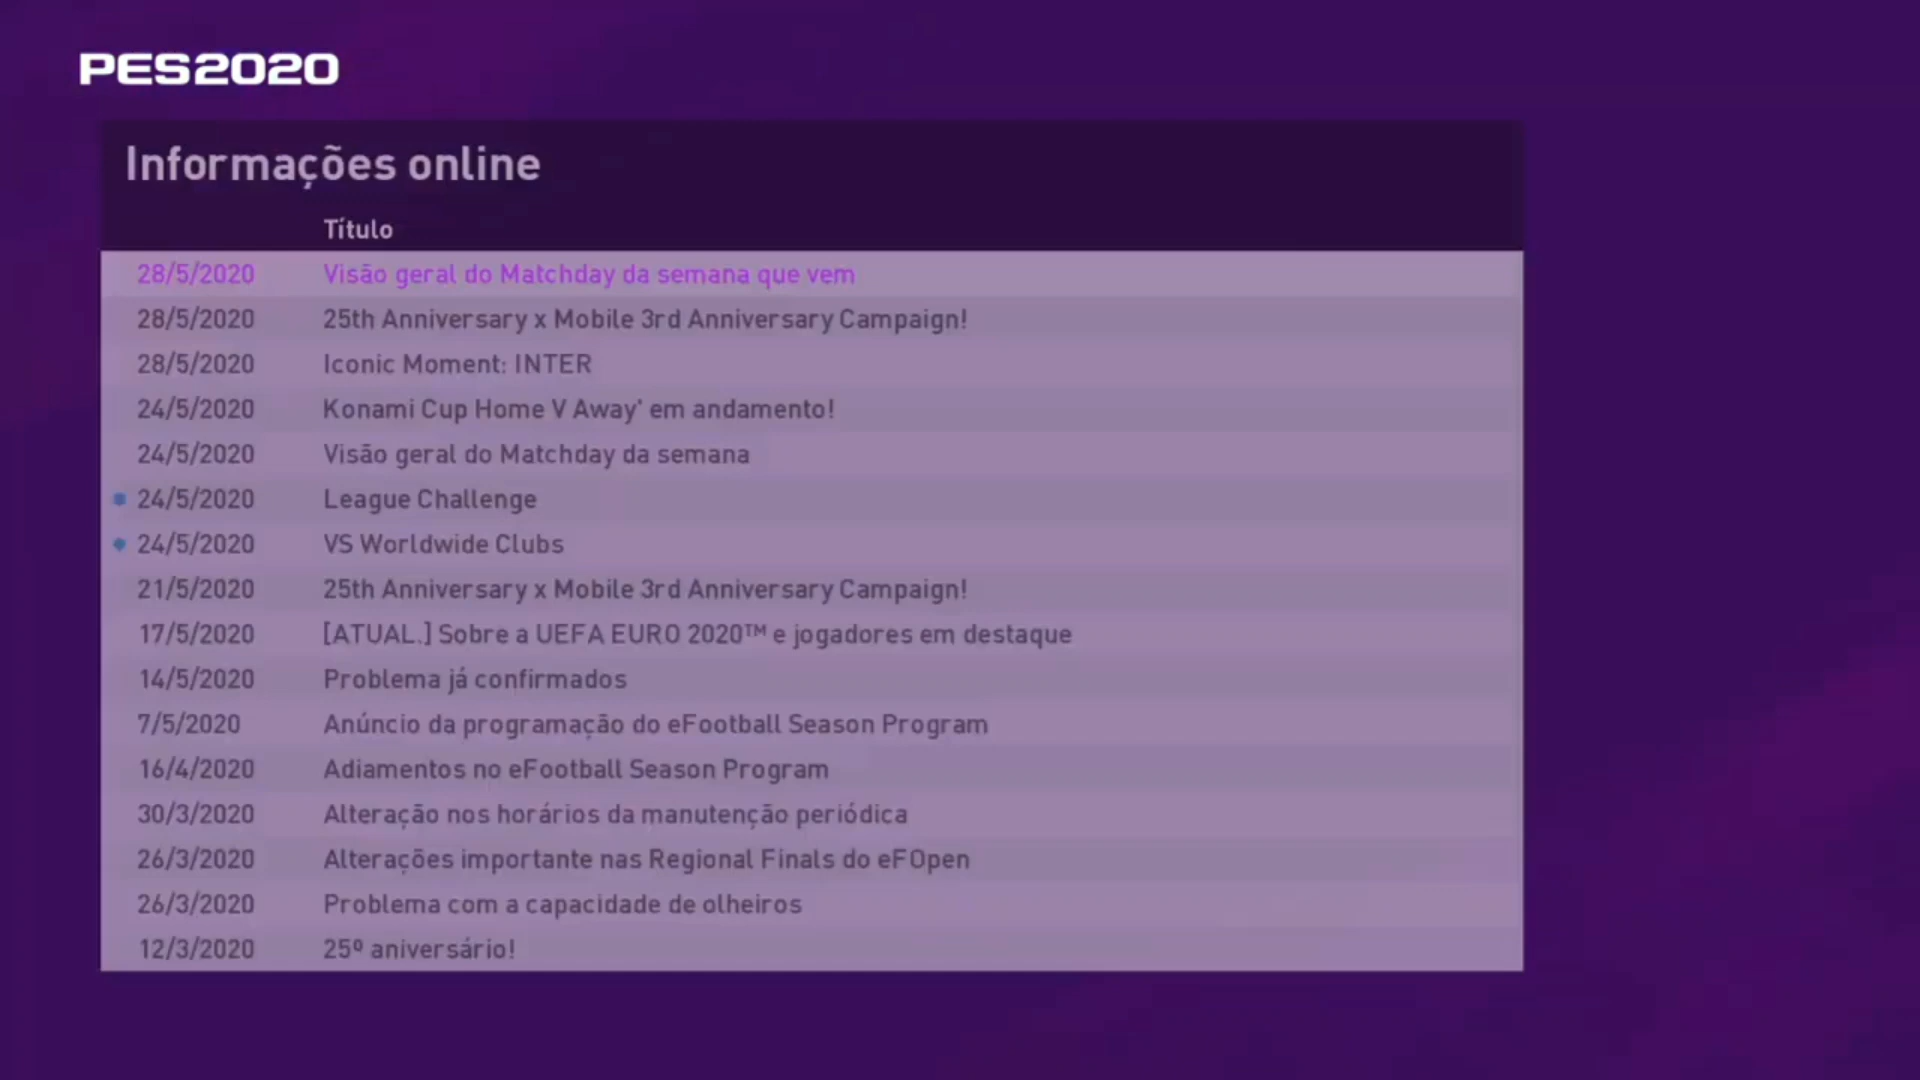 PES2020
Informações online
Título
28/5/2020 Visão geral do Matchday da semana que vem
28/5/2020 25th Anniversary x Mobile 3rd Anniversary Campaign!
28/5/2020 Iconic Moment: INTER
24/5/2020 Konami Cup Home V Away' em andamento!
24/5/2020 Visão geral do Matchday da semana
24/5/2020 League Challenge
24/5/2020 VS Worldwide Clubs
21/5/2020 25th Anniversary x Mobile 3rd Anniversary Campaign!
17/5/2020 [ATUAL.] Sobre a UEFA EURO 2020™ e jogadores em destaque
14/5/2020 Problema já confirmados
7/5/2020 Anúncio da programação do eFootball Season Program
16/4/2020 Adiamentos no eFootball Season Program
30/3/2020 Alteração nos horários da manutenção periódica
26/3/2020 Alterações importante nas Regional Finals do eFOpen
26/3/2020 Problema com a capacidade de olheiros
12/3/2020 25º aniversário!